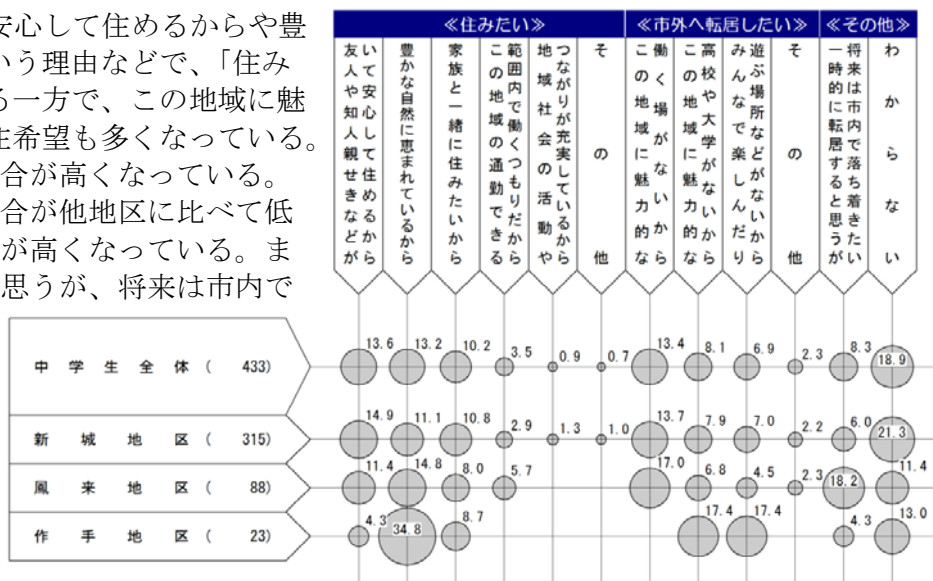 安心して住めるからや豊
いう理由などで、「住み
る一方で、この地域に魅
住希望も多くなっている。
合が高くなっている。
合が他地区に比べて低
が高くなっている。ま
思うが、将来は市内で
≪住みたい≫
≪市外へ転居したい≫
≪その他≫
友人や知人親せきなどが
いて安心して住めるから
豊かな自然に恵まれているから
家族と一緒に住みたいから
この地域の通勤できる
範囲内で働くつもりだから
地域社会の活動や
つながりが充実しているから
その他
この地域に魅力的な
働く場がないから
この地域に魅力的な
高校や大学がないから
みんなで楽しんだり
遊ぶ場所などがないから
その他
一時的に転居すると思うが
将来は市内で落ち着きたい
わからない
中学生全体( 433) 13.6 13.2 10.2 3.5 0.9 0.7 13.4 8.1 6.9 2.3 8.3 18.9
新城地区( 315) 14.9 11.1 10.8 2.9 1.3 1.0 13.7 7.9 7.0 2.2 6.0 21.3
鳳来地区( 88) 11.4 14.8 8.0 5.7 17.0 6.8 4.5 2.3 18.2 11.4
作手地区( 23) 4.3 34.8 8.7 17.4 17.4 4.3 13.0